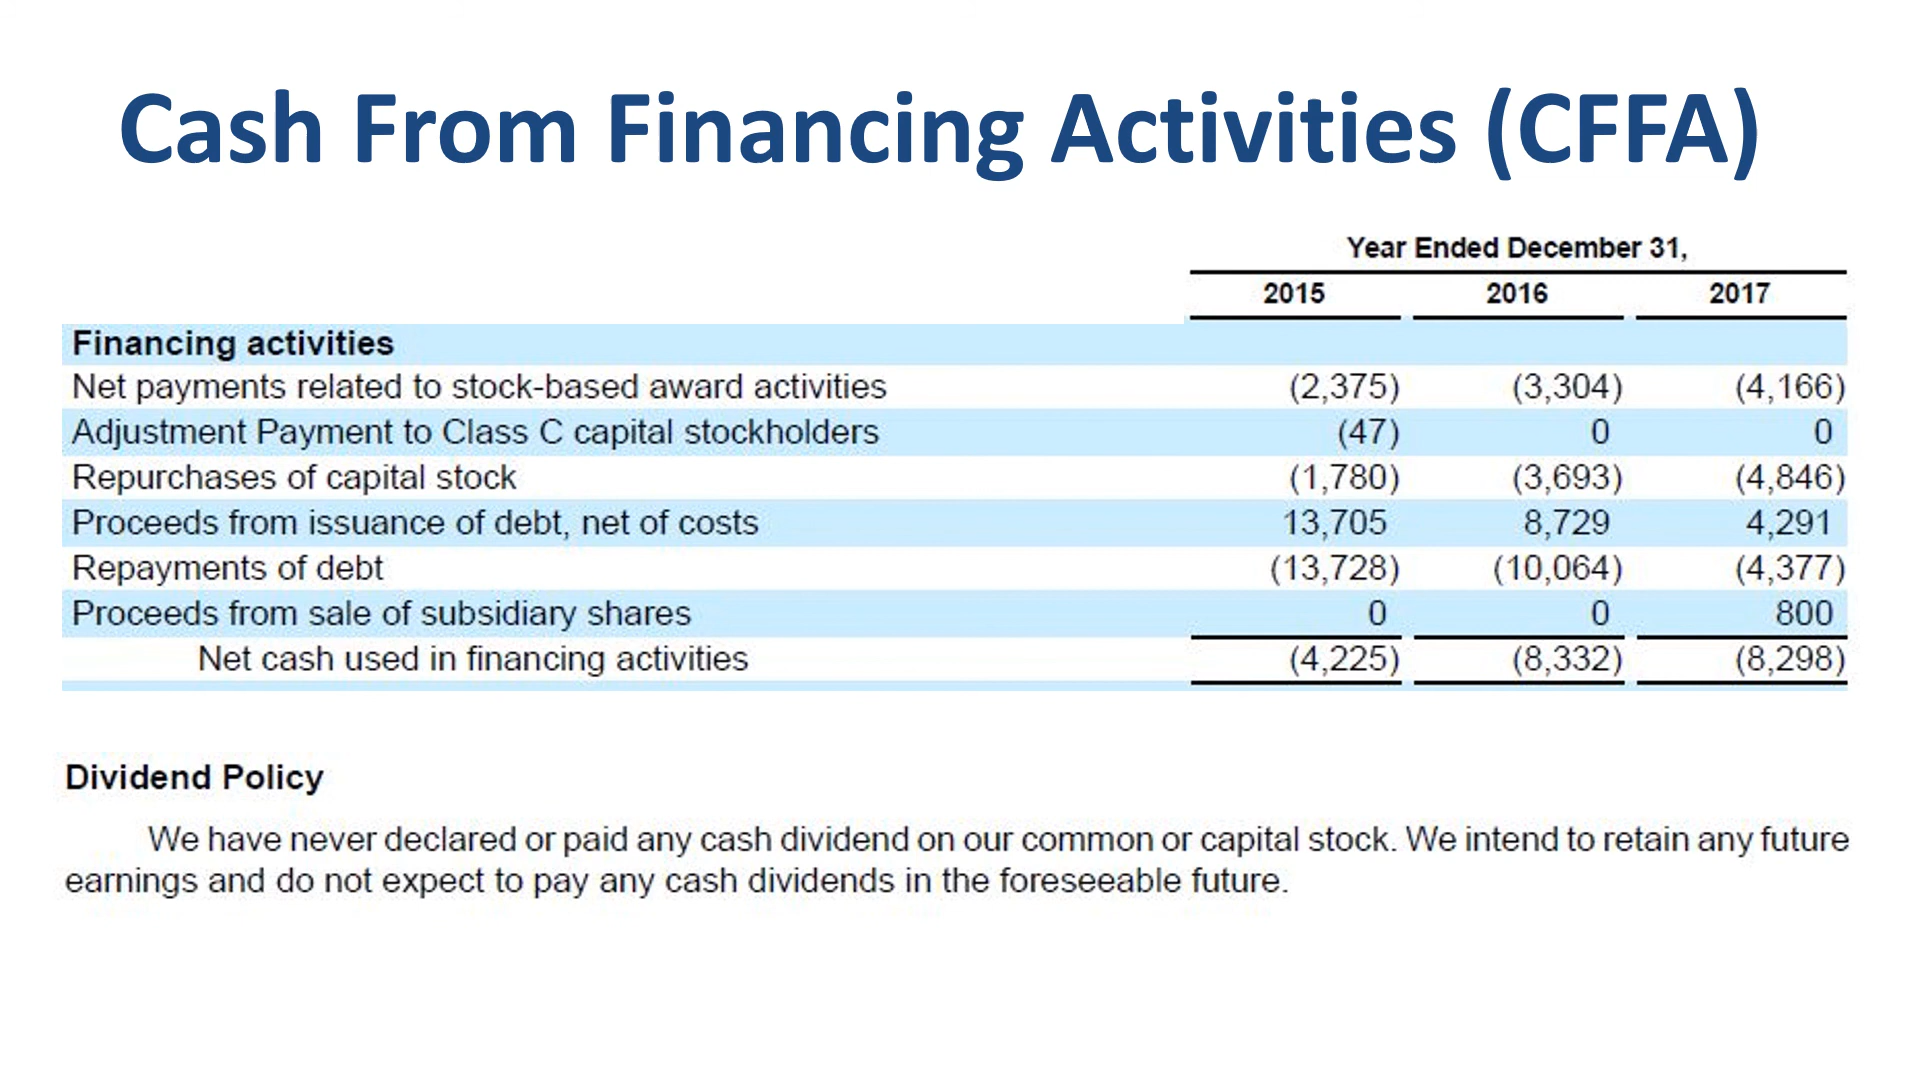 Cash From Financing Activities (CFFA)
Year Ended December 31,
2015 2016 2017
Financing activities
Net payments related to stock-based award activities (2,375) (3,304) (4,166)
Adjustment Payment to Class C capital stockholders (47) 0 0
Repurchases of capital stock (1,780) (3,693) (4,846)
Proceeds from issuance of debt, net of costs 13,705 8,729 4,291
Repayments of debt (13,728) (10,064) (4,377)
Proceeds from sale of subsidiary shares 0 0 800
Net cash used in financing activities (4,225) (8,332) (8,298)
Dividend Policy
We have never declared or paid any cash dividend on our common or capital stock. We intend to retain any future
earnings and do not expect to pay any cash dividends in the foreseeable future.